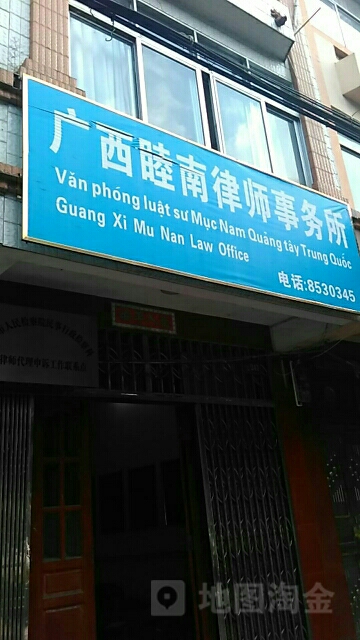 广西睦南律师事务所
Văn phóng luật sư Mục Nam Quảng tây Trung Quốc
Guang Xi Mu Nan Law Office
电话:8530345
地图淘金